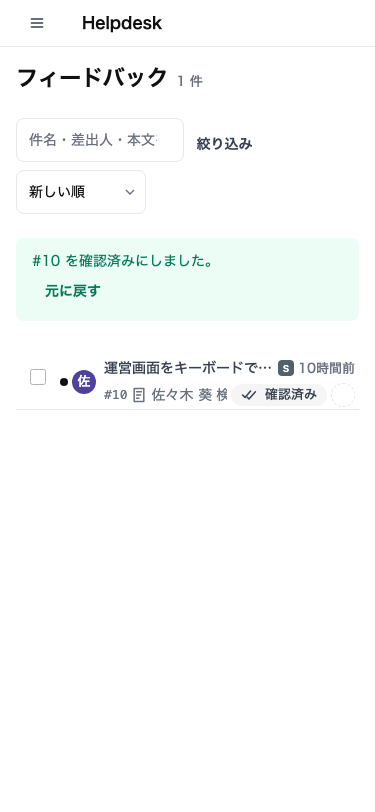 Helpdesk
フィードバック 1 件
件名・差出人・本文
絞り込み
新しい順
#10 を確認済みにしました。
元に戻す
佐 運営画面をキーボードで… S 10時間前
#10 佐々木 葵 確認済み